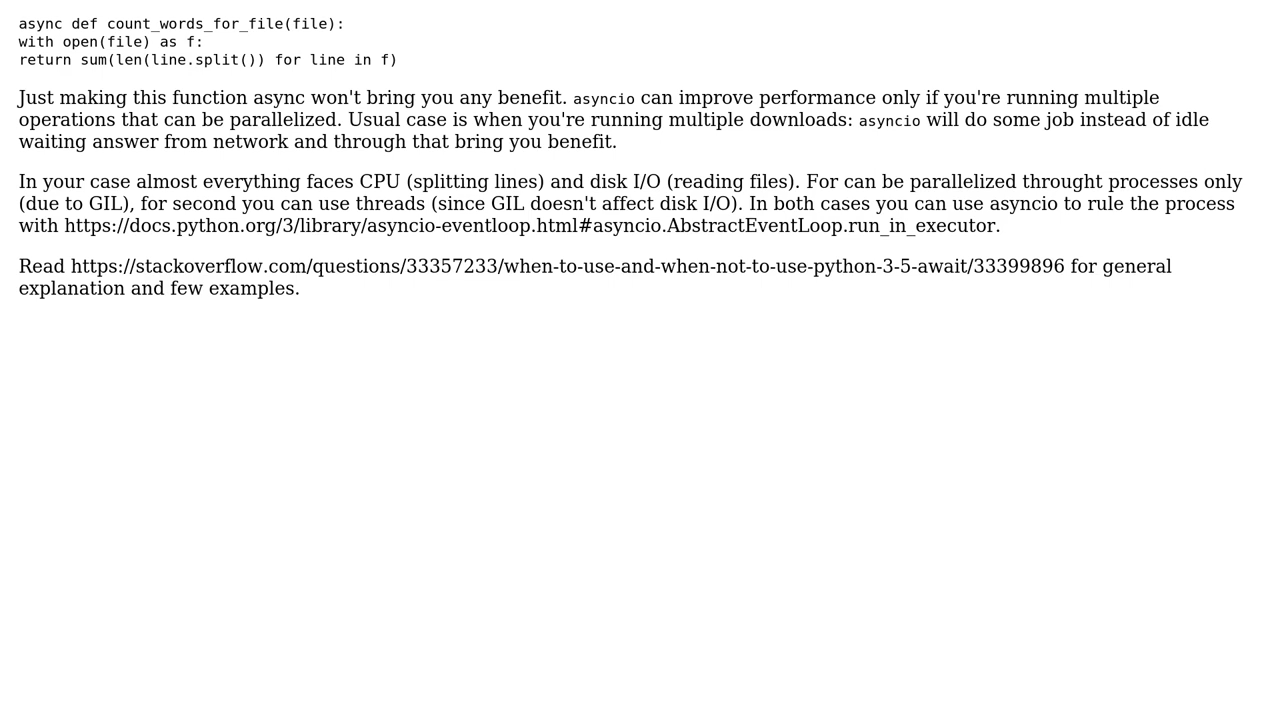 async def count_words_for_file(file):
with open(file) as f:
return sum(len(line.split()) for line in f)
Just making this function async won't bring you any benefit. asyncio can improve performance only if you're running multiple
operations that can be parallelized. Usual case is when you're running multiple downloads: asyncio will do some job instead of idle
waiting answer from network and through that bring you benefit.
In your case almost everything faces CPU (splitting lines) and disk I/O (reading files). For can be parallelized throught processes only
(due to GIL), for second you can use threads (since GIL doesn't affect disk I/O). In both cases you can use asyncio to rule the process
with https://docs.python.org/3/library/asyncio-eventloop.html#asyncio.AbstractEventLoop.run_in_executor.
Read https://stackoverflow.com/questions/33357233/when-to-use-and-when-not-to-use-python-3-5-await/33399896 for general
explanation and few examples.